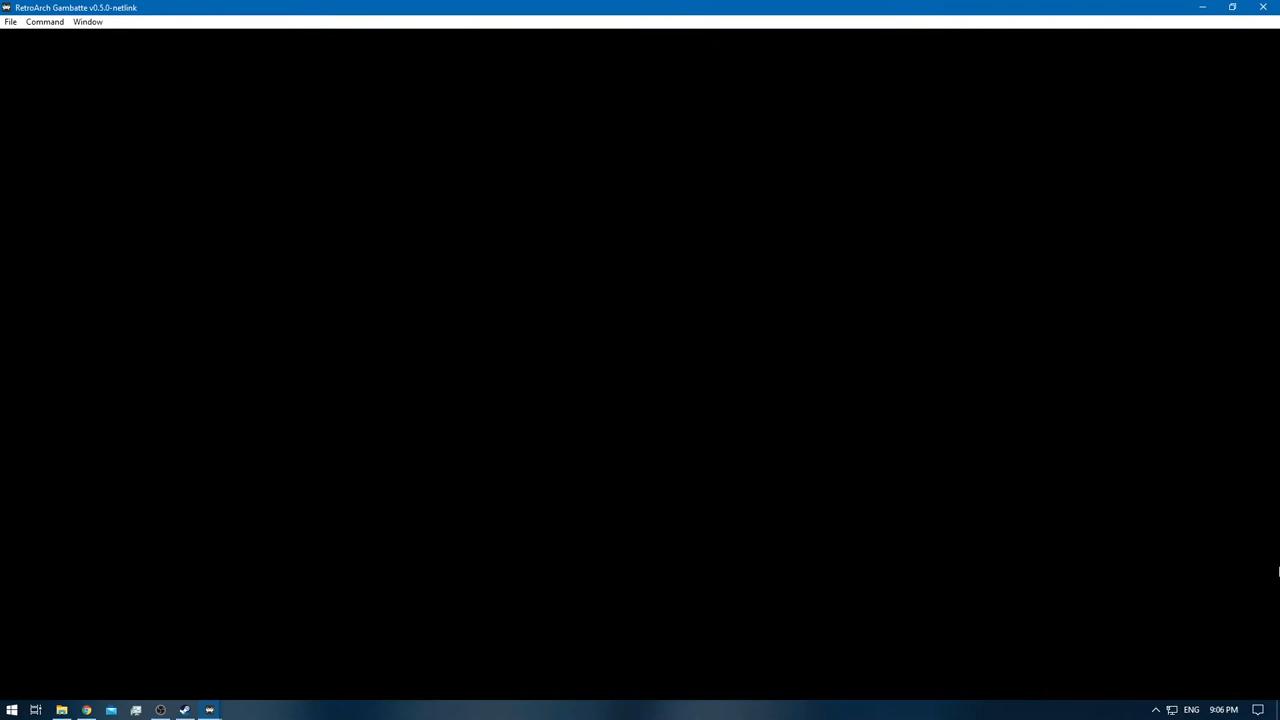 RetroArch Gambatte v0.5.0-netlink
File Command Window
ENG 9:06 PM